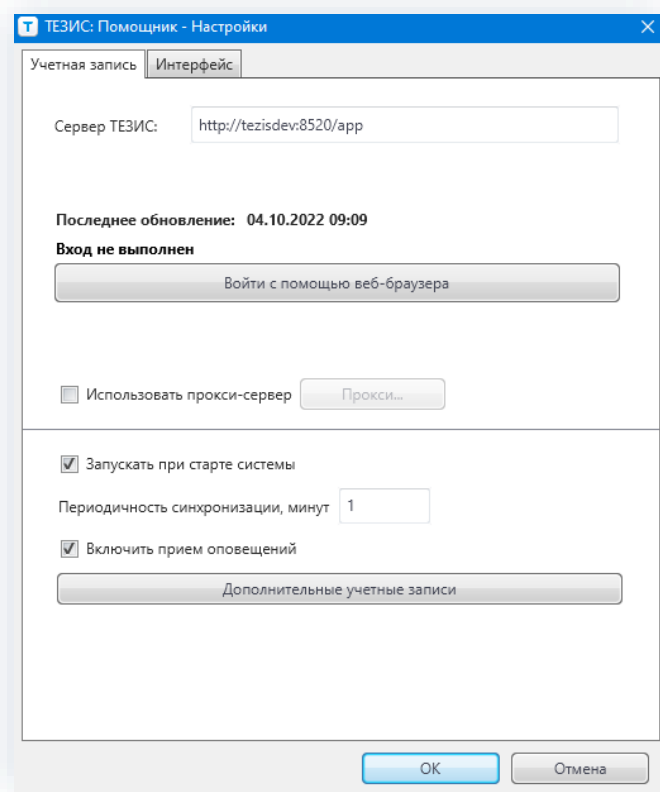 T ТЕЗИС: Помощник - Настройки
Учетная запись Интерфейс
Сервер ТЕЗИС: http://tezisdev:8520/app
Последнее обновление: 04.10.2022 09:09
Вход не выполнен
Войти с помощью веб-браузера
Использовать прокси-сервер Прокси...
Запускать при старте системы
Периодичность синхронизации, минут 1
Включить прием оповещений
Дополнительные учетные записи
OK Отмена